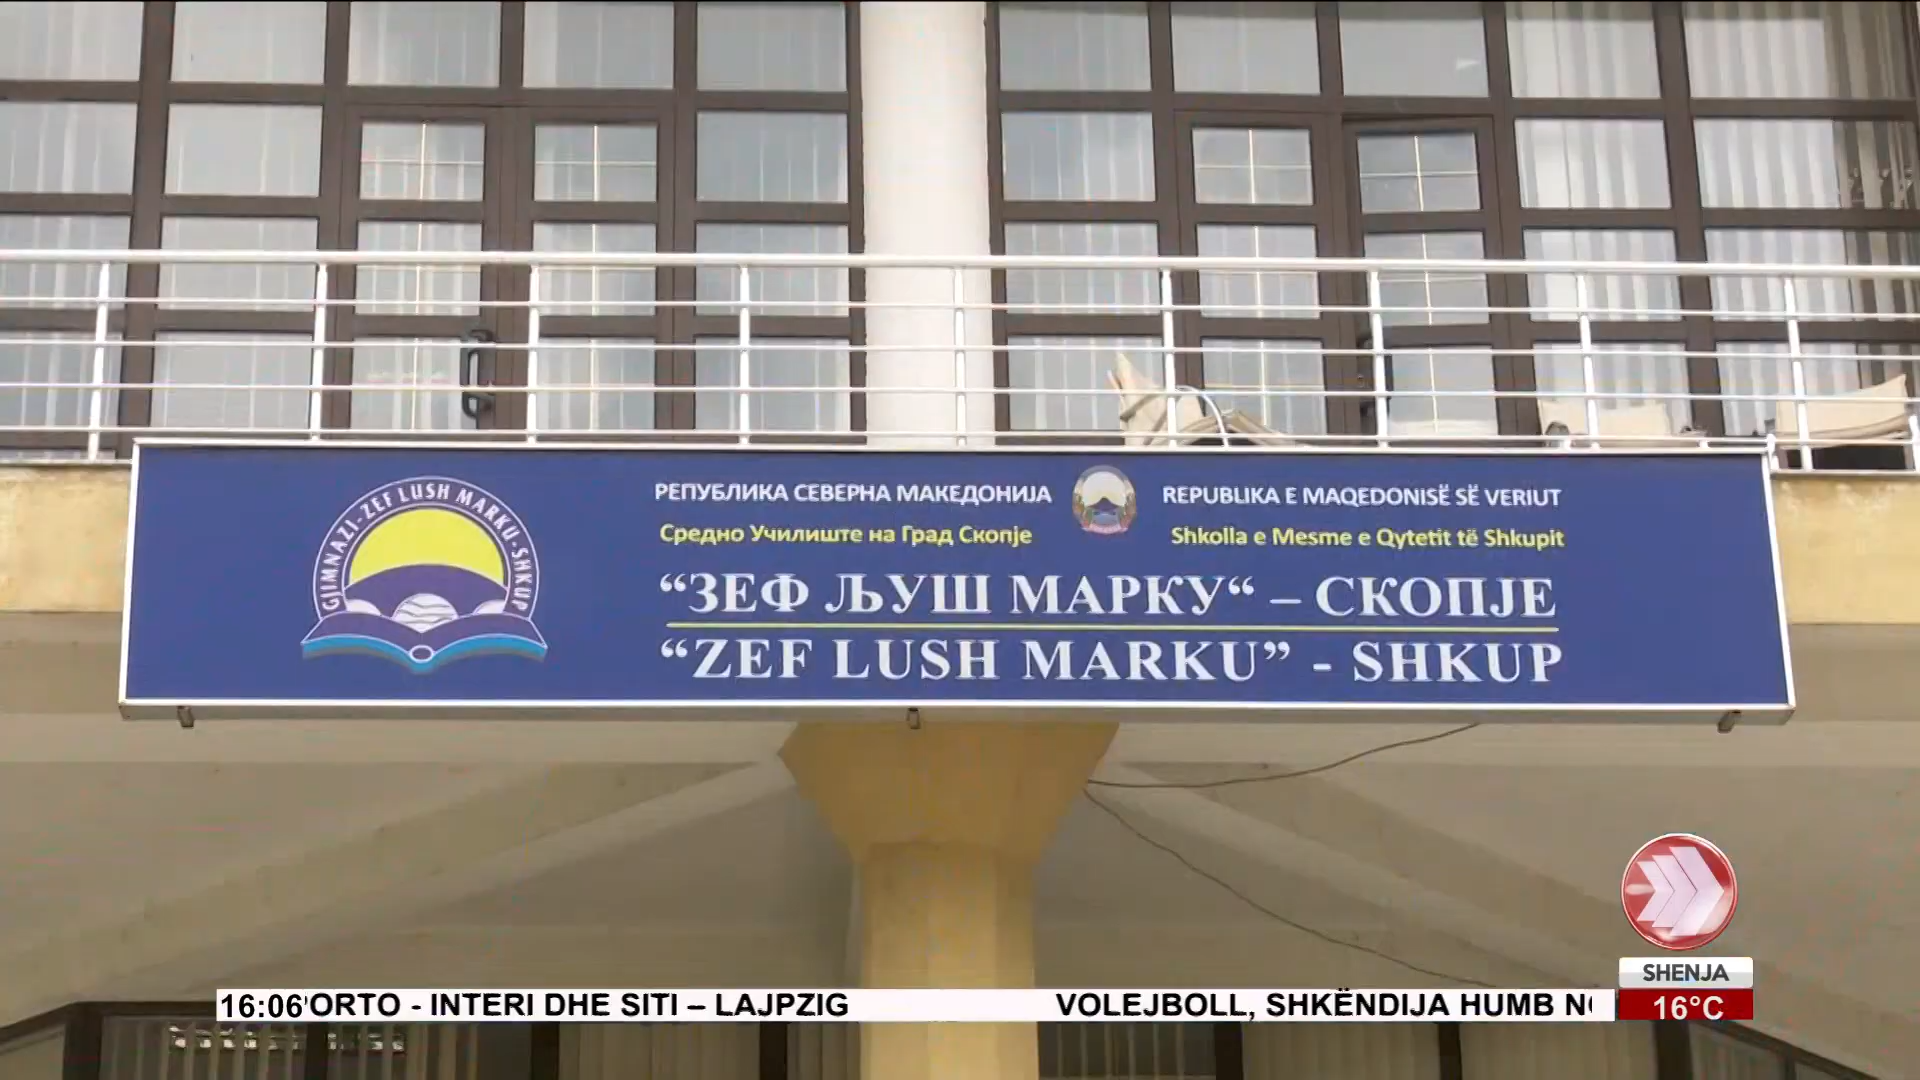 GJIMNAZI-ZEF LUSH MARKU-SHKUP
РЕПУБЛИКА СЕВЕРНА МАКЕДОНИЈА
Средно Училиште на Град Скопје
REPUBLIKA E MAQEDONISË SË VERIUT
Shkolla e Mesme e Qytetit të Shkupit
“ЗЕФ ЉУШ МАРКУ“ – СКОПЈЕ
“ZEF LUSH MARKU” - SHKUP
SHENJA
16:06 ORTO - INTERI DHE SITI – LAJPZIG VOLEJBOLL, SHKËNDIJA HUMB
16°C